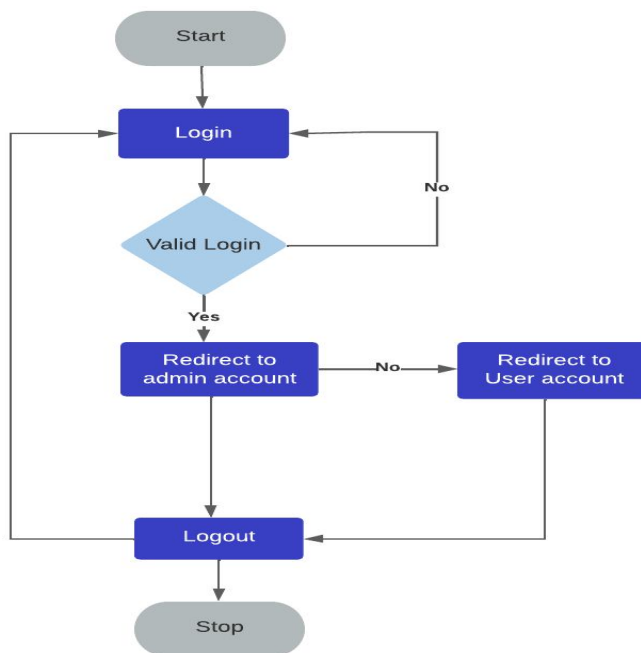 Start
Login
No
Valid Login
Yes
Redirect to
admin account
No
Redirect to
User account
Logout
Stop